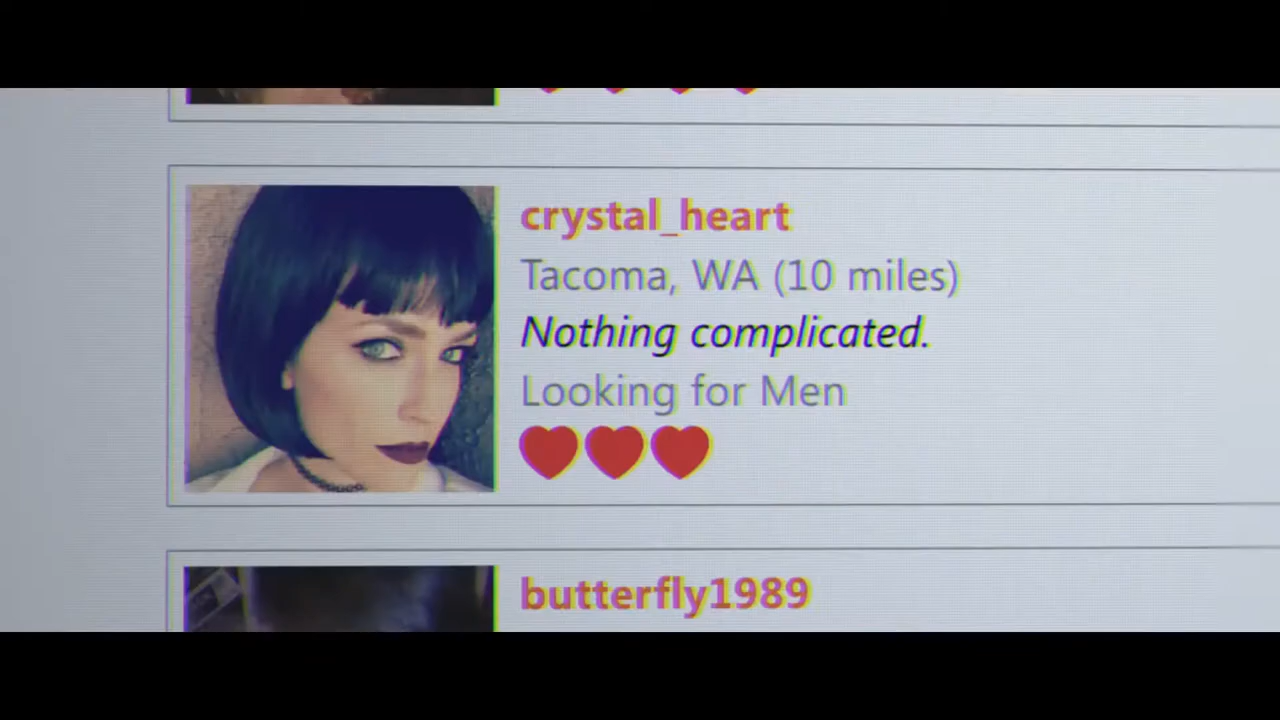 crystal_heart
Tacoma, WA (10 miles)
Nothing complicated.
Looking for Men
butterfly1989